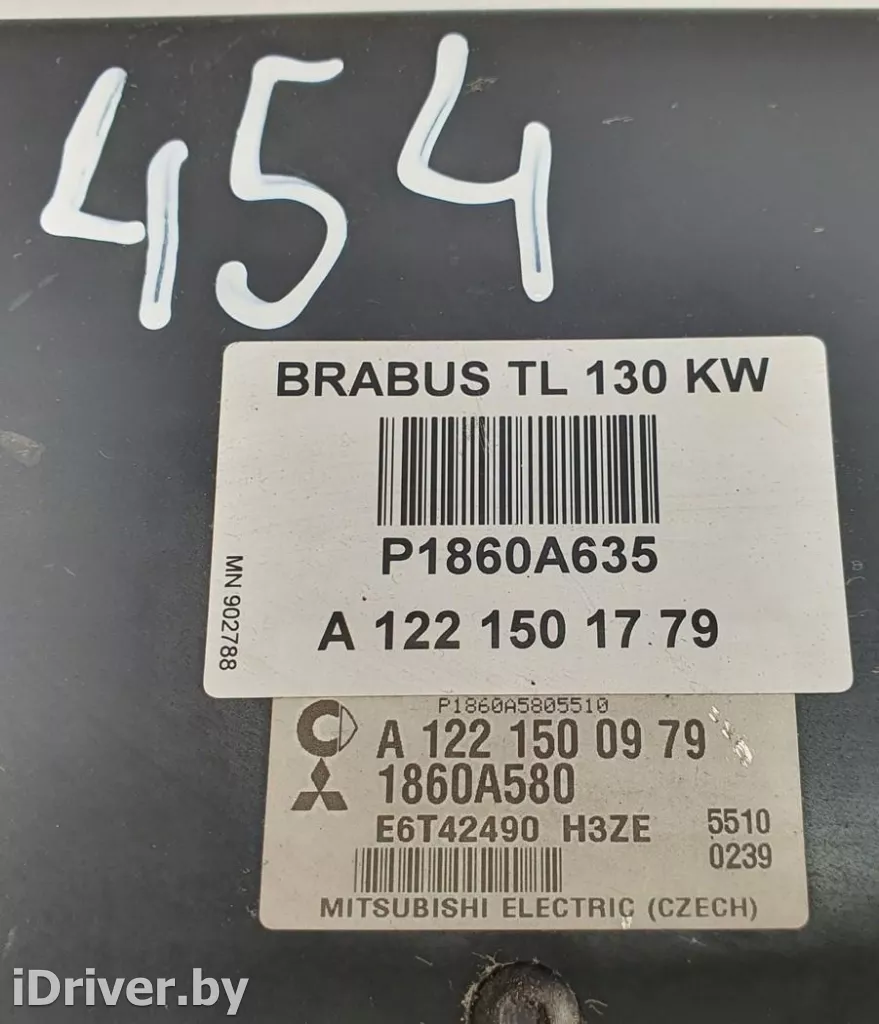 454
BRABUS TL 130 KW
P1860A635
A 122 150 17 79
MN 902788
P1860A5805510
A 122 150 09 79
1860A580
E6T42490 H3ZE 5510
0239
MITSUBISHI ELECTRIC (CZECH)
iDriver.by